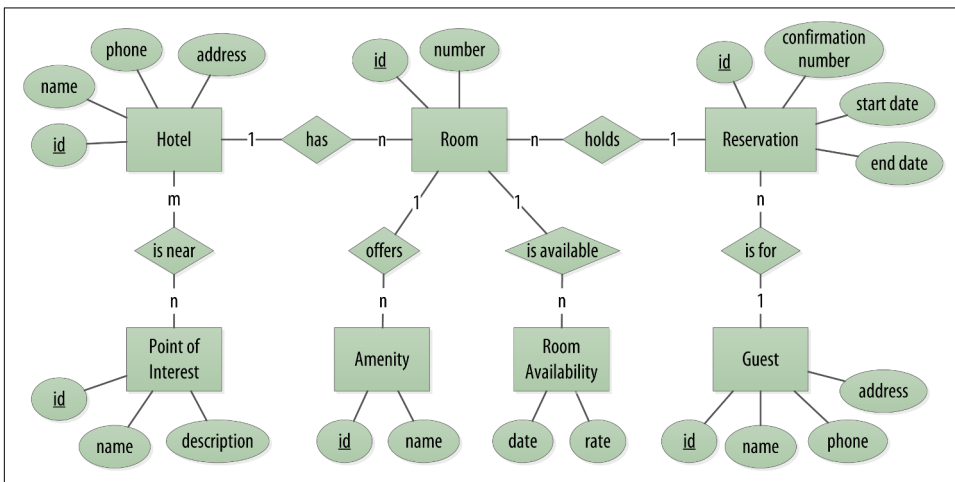 phone
address
name
id
Hotel
1
has
n
id
number
Room
n
holds
1
id
confirmation
number
start date
end date
Reservation
m
is near
n
1
offers
n
1
is available
n
n
is for
1
Point of
Interest
id
name
description
Amenity
id
name
Room
Availability
date
rate
Guest
address
id
name
phone